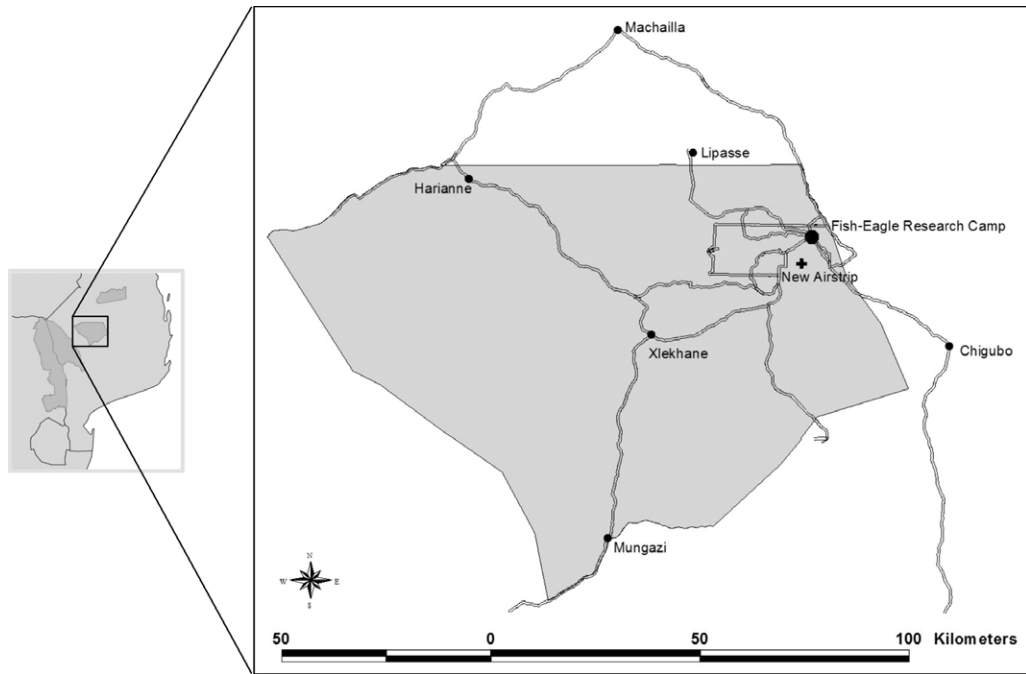 Machailla
Lipasse
Harianne
Fish-Eagle Research Camp
New Airstrip
Xlekhane
Chigubo
Mungazi
N
W E
S
50 0 50 100 Kilometers